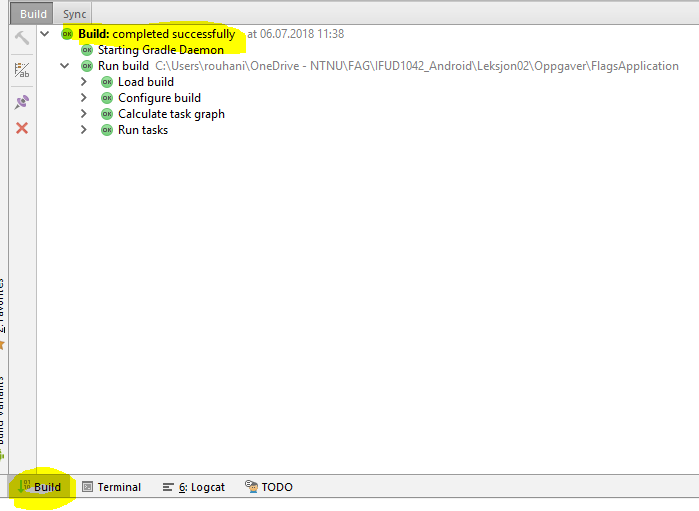 Build Sync
Build: completed successfully at 06.07.2018 11:38
Starting Gradle Daemon
Run build C:\Users\rouhani\OneDrive - NTNU\FAG\IFUD1042_Android\Leksjon02\Oppgaver\FlagsApplication
Load build
Configure build
Calculate task graph
Run tasks
2: Favorites
Build Variants
Build Terminal 6: Logcat TODO